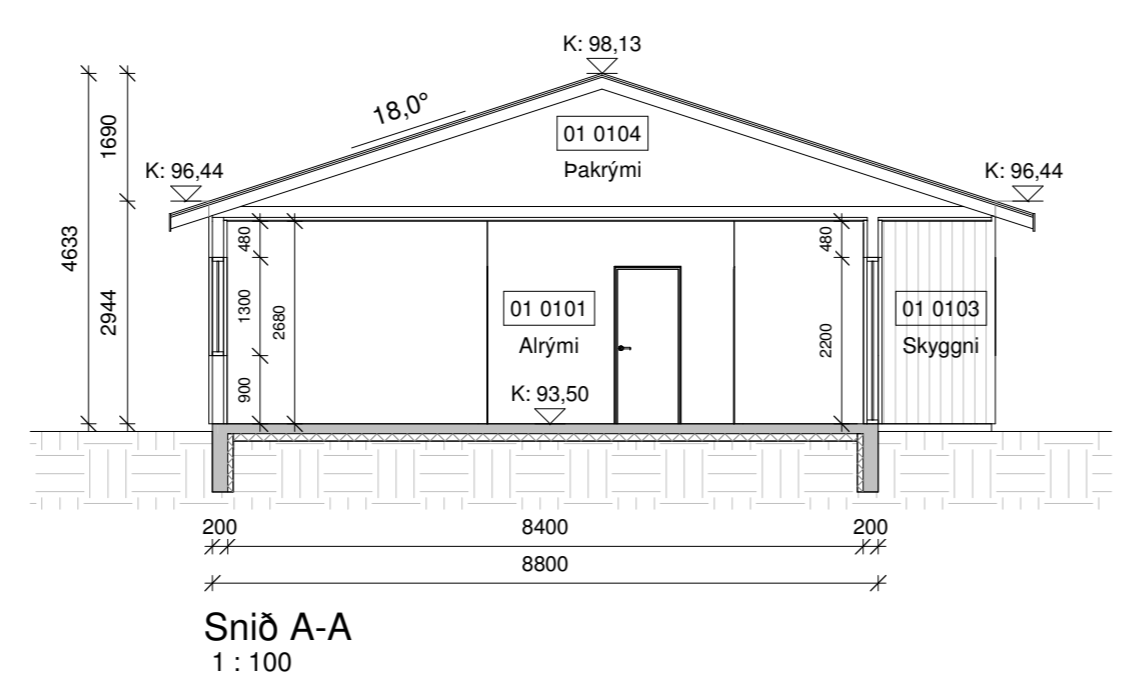 K: 98,13
18,0°
01 0104
Þakrými
1690
K: 96,44
K: 96,44
4633
2944
480
1300
900
2680
480
2200
01 0101
Alrými
01 0103
Skyggni
K: 93,50
200
8400
200
8800
Snið A-A
1 : 100